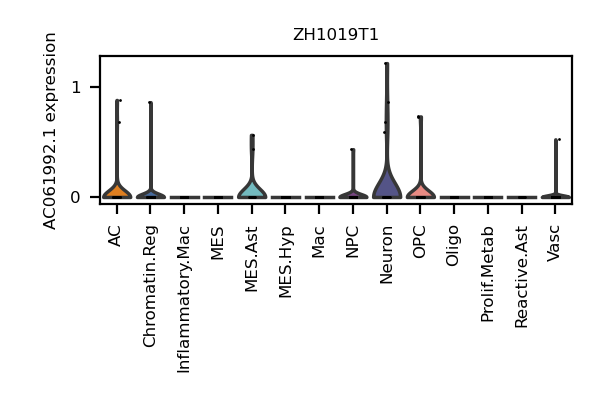 ZH1019T1
AC061992.1 expression
1
0
AC
Chromatin.Reg
Inflammatory.Mac
MES
MES.Ast
MES.Hyp
Mac
NPC
Neuron
OPC
Oligo
Prolif.Metab
Reactive.Ast
Vasc